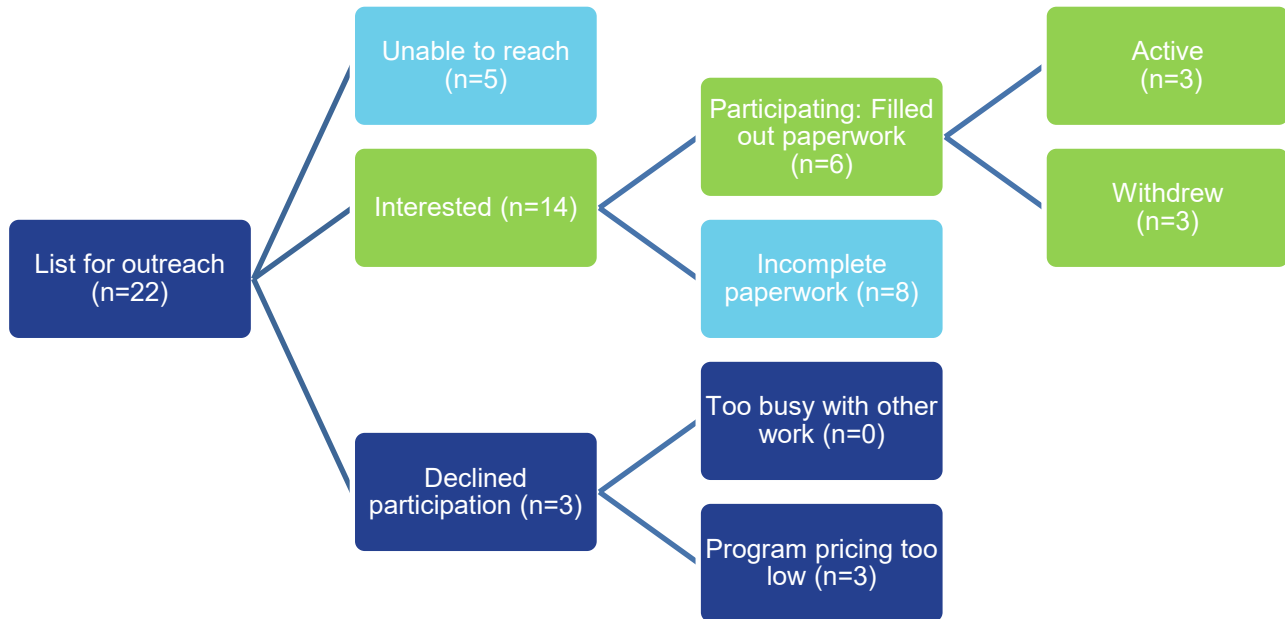 List for outreach
(n=22)
Unable to reach
(n=5)
Interested (n=14)
Declined
participation (n=3)
Participating: Filled
out paperwork
(n=6)
Incomplete
paperwork (n=8)
Too busy with other
work (n=0)
Program pricing too
low (n=3)
Active
(n=3)
Withdrew
(n=3)